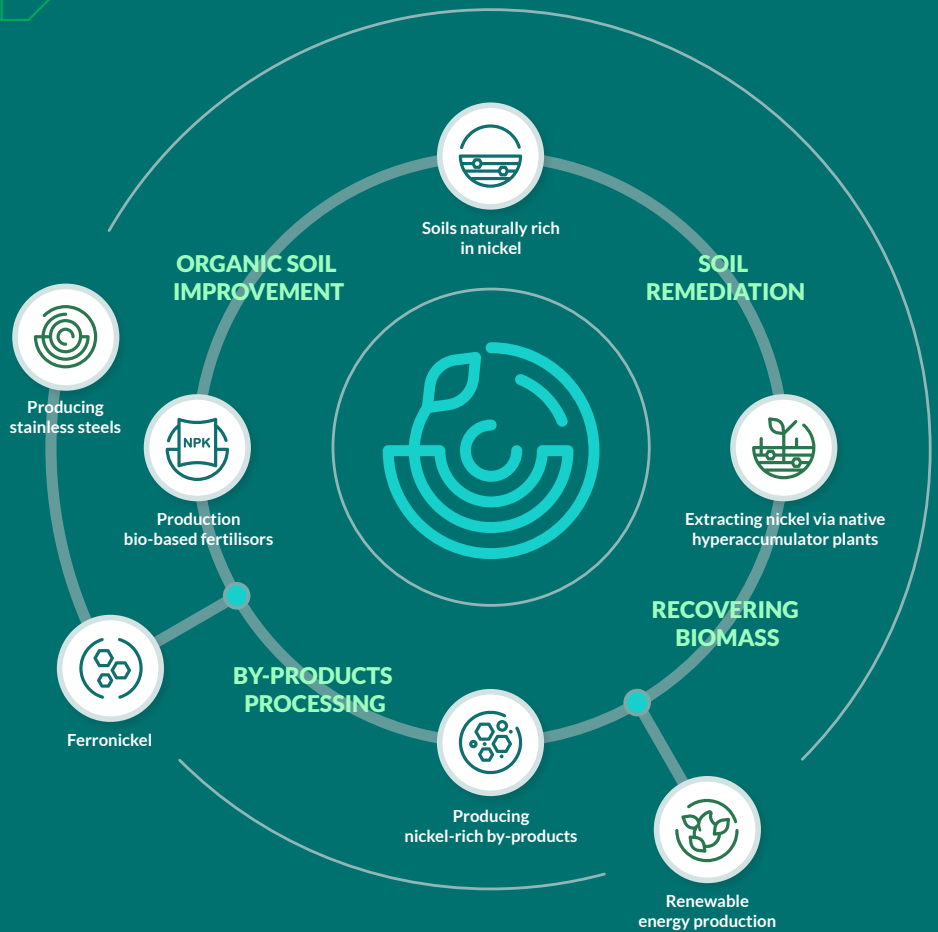 Soils naturally rich
in nickel
ORGANIC SOIL
IMPROVEMENT
SOIL
REMEDIATION
Producing
stainless steels
NPK
Production
bio-based fertilisors
Extracting nickel via native
hyperaccumulator plants
RECOVERING
BIOMASS
BY-PRODUCTS
PROCESSING
Ferronickel
Producing
nickel-rich by-products
Renewable
energy production